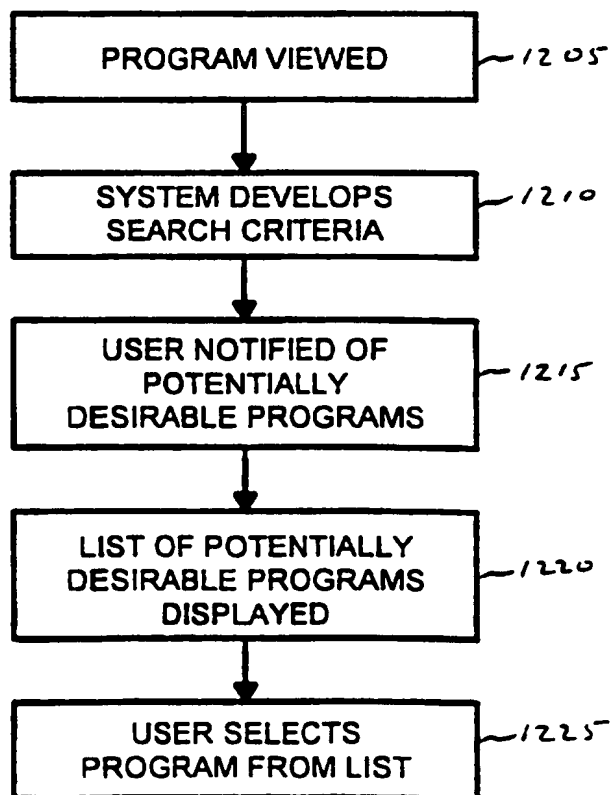 PROGRAM VIEWED
1205
SYSTEM DEVELOPS
SEARCH CRITERIA
1210
USER NOTIFIED OF
POTENTIALLY
DESIRABLE PROGRAMS
1215
LIST OF POTENTIALLY
DESIRABLE PROGRAMS
DISPLAYED
1220
USER SELECTS
PROGRAM FROM LIST
1225